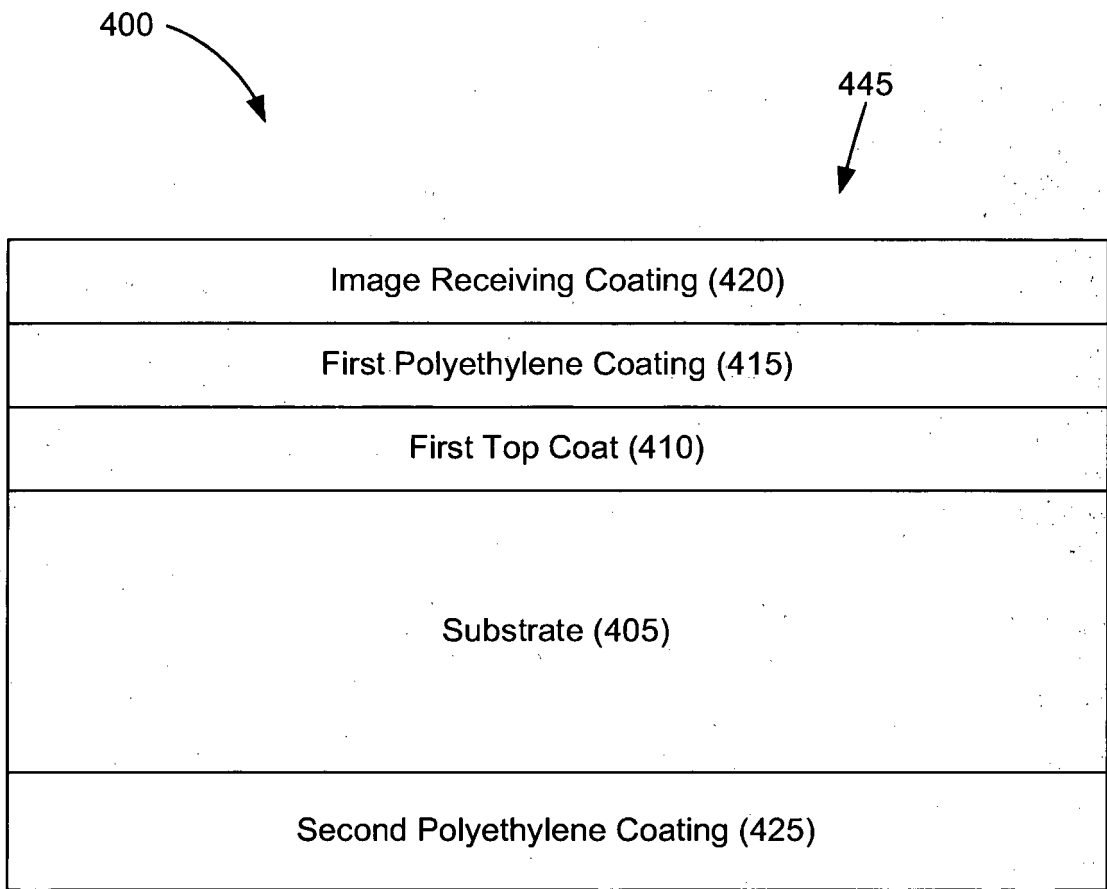 400
445
Image Receiving Coating (420)
First Polyethylene Coating (415)
First Top Coat (410)
Substrate (405)
Second Polyethylene Coating (425)